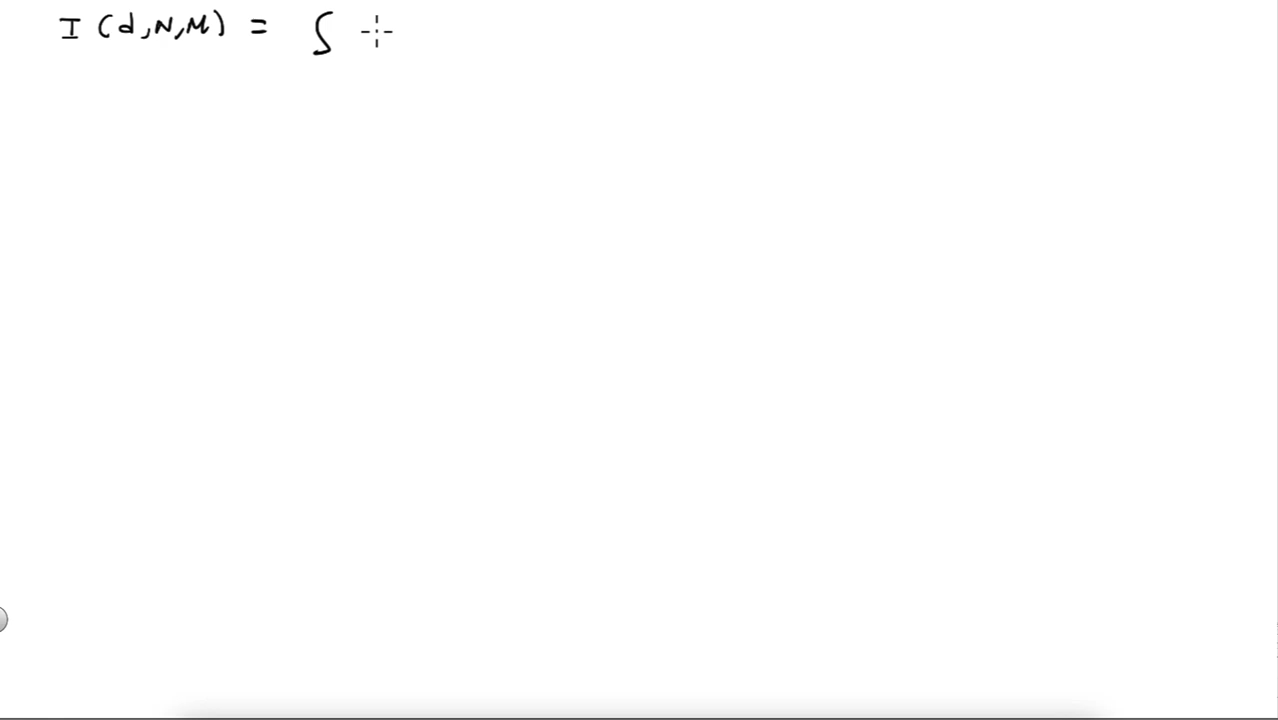 I (d,N,M) = ∫